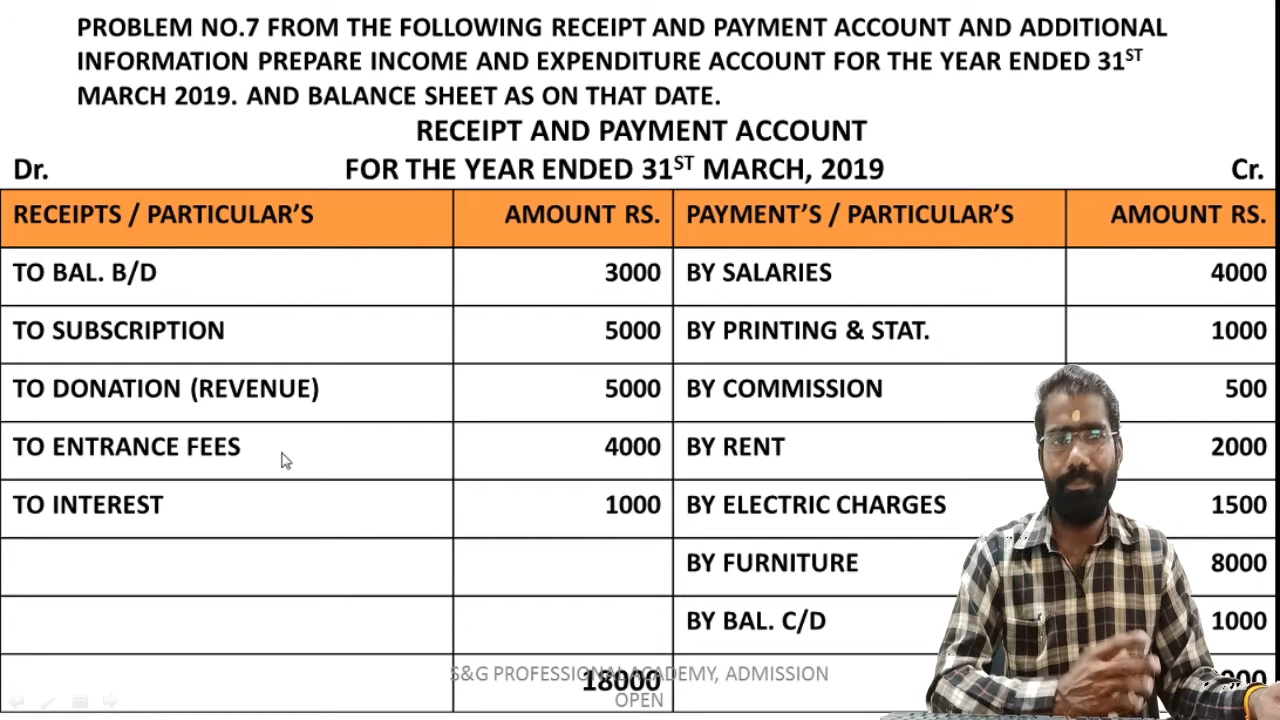 PROBLEM NO.7 FROM THE FOLLOWING RECEIPT AND PAYMENT ACCOUNT AND ADDITIONAL
INFORMATION PREPARE INCOME AND EXPENDITURE ACCOUNT FOR THE YEAR ENDED 31ST
MARCH 2019. AND BALANCE SHEET AS ON THAT DATE.
RECEIPT AND PAYMENT ACCOUNT
Dr. FOR THE YEAR ENDED 31ST MARCH, 2019 Cr.
RECEIPTS / PARTICULAR’S AMOUNT RS. PAYMENT’S / PARTICULAR’S AMOUNT RS.
TO BAL. B/D 3000 BY SALARIES 4000
TO SUBSCRIPTION 5000 BY PRINTING & STAT. 1000
TO DONATION (REVENUE) 5000 BY COMMISSION 500
TO ENTRANCE FEES 4000 BY RENT 2000
TO INTEREST 1000 BY ELECTRIC CHARGES 1500
BY FURNITURE 8000
BY BAL. C/D 1000
18000
S&G PROFESSIONAL ACADEMY, ADMISSION
OPEN